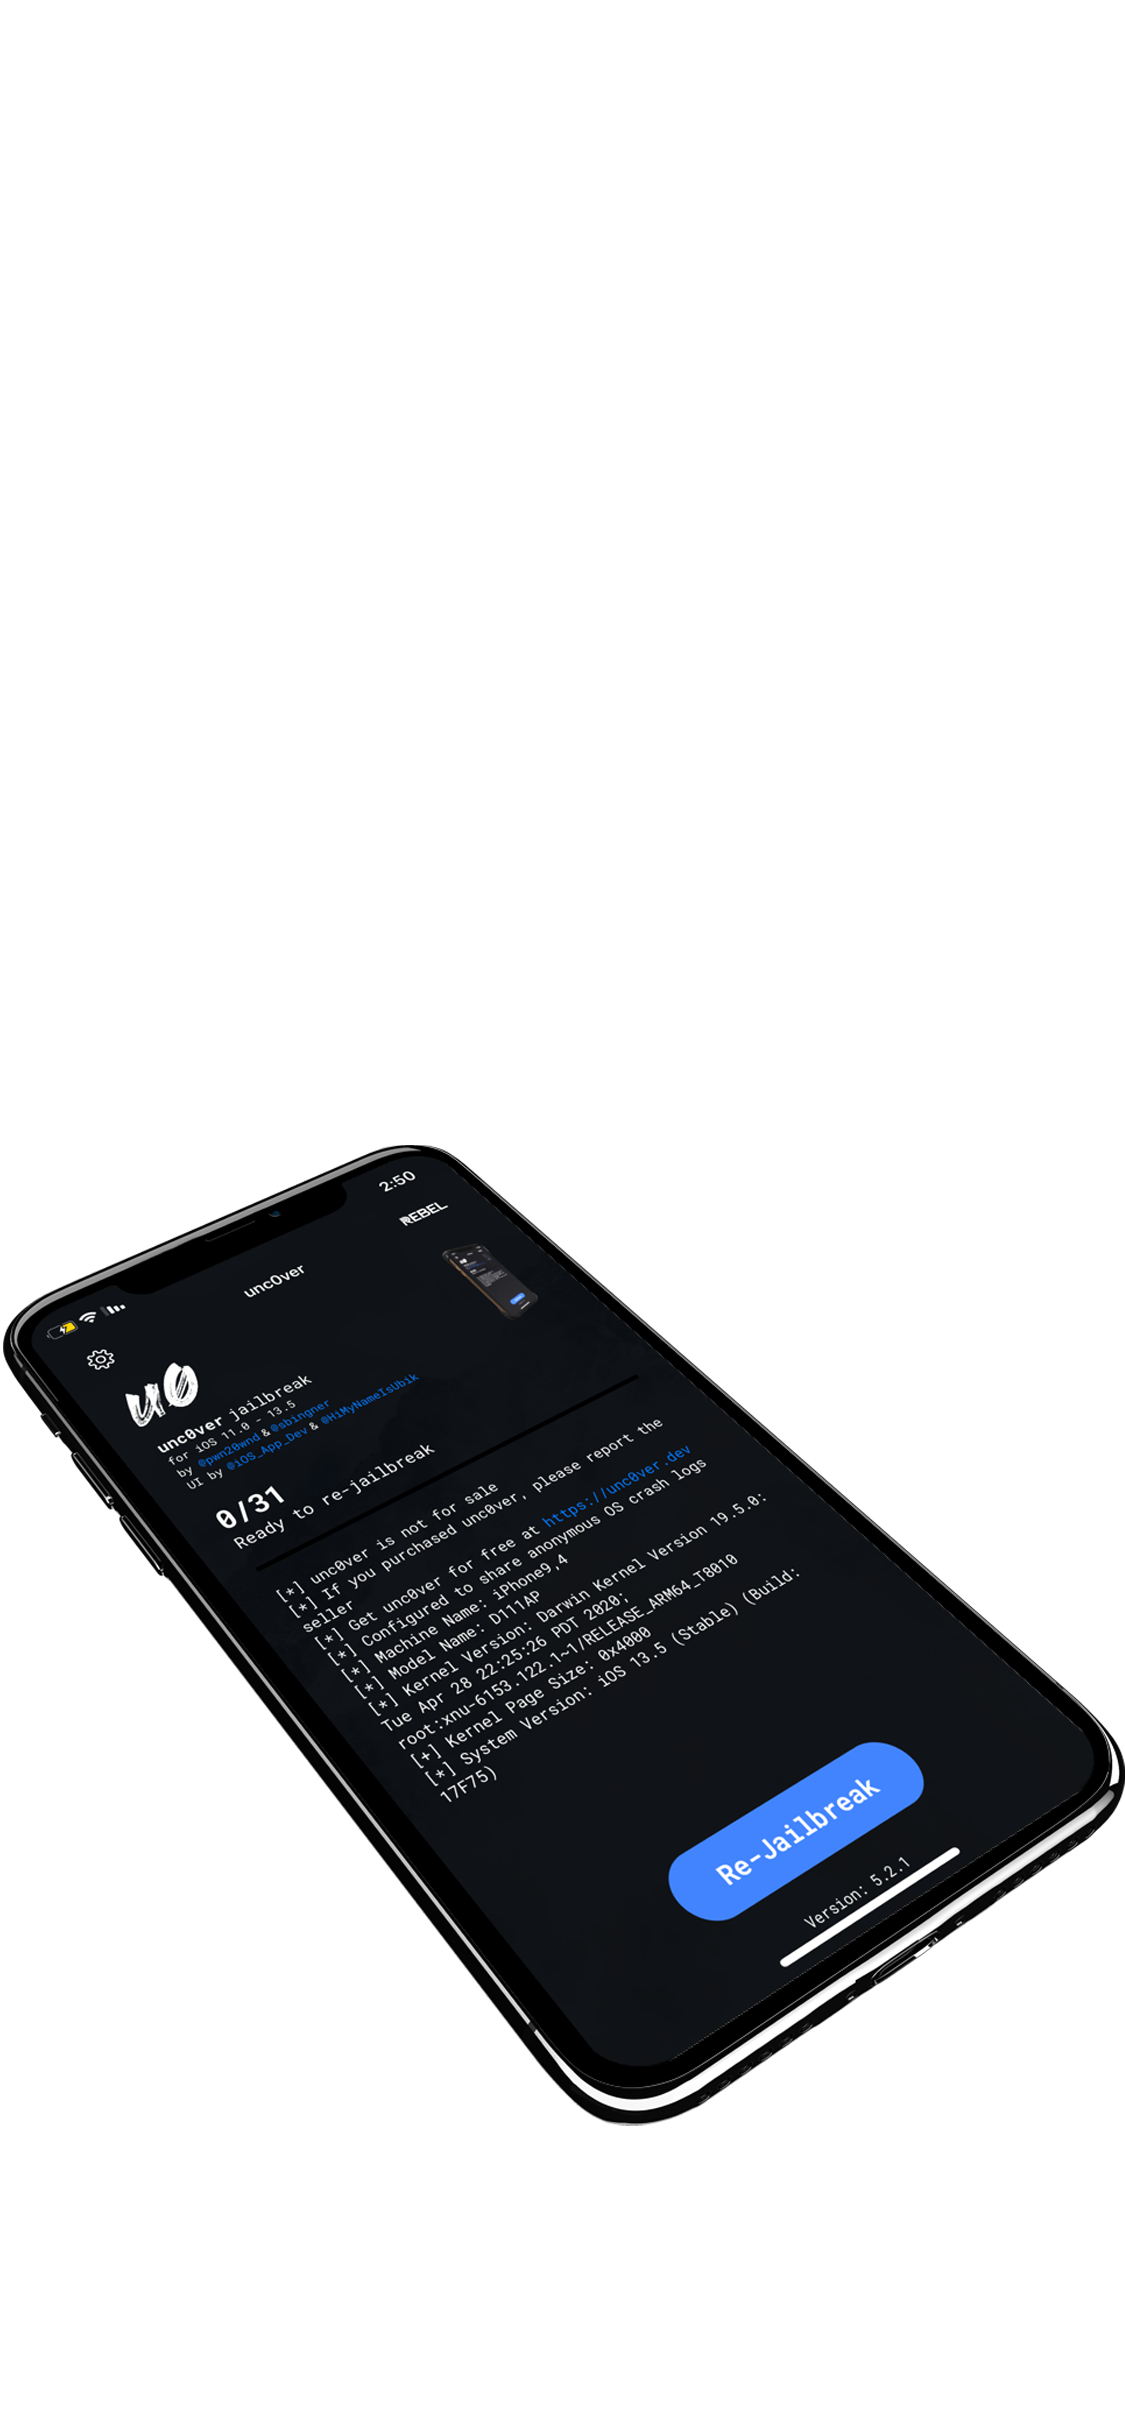 2:50
REBEL
unc0ver
u0
unc0ver jailbreak
for iOS 11.0 - 13.5
by @pwn20wnd & @sbingner
UI by @iOS_App_Dev & @HiMyNameIsUbik
0/31
Ready to re-jailbreak
[*] unc0ver is not for sale
[*] If you purchased unc0ver, please report the
seller
[*] Get unc0ver for free at https://unc0ver.dev
[*] Configured to share anonymous OS crash logs
[*] Machine Name: iPhone9,4
[*] Model Name: D111AP
[*] Kernel Version: Darwin Kernel Version 19.5.0:
Tue Apr 28 22:25:26 PDT 2020;
root:xnu-6153.122.1~1/RELEASE_ARM64_T8010
[+] Kernel Page Size: 0x4000
[*] System Version: iOS 13.5 (Stable) (Build:
17F75)
Re-Jailbreak
Version: 5.2.1